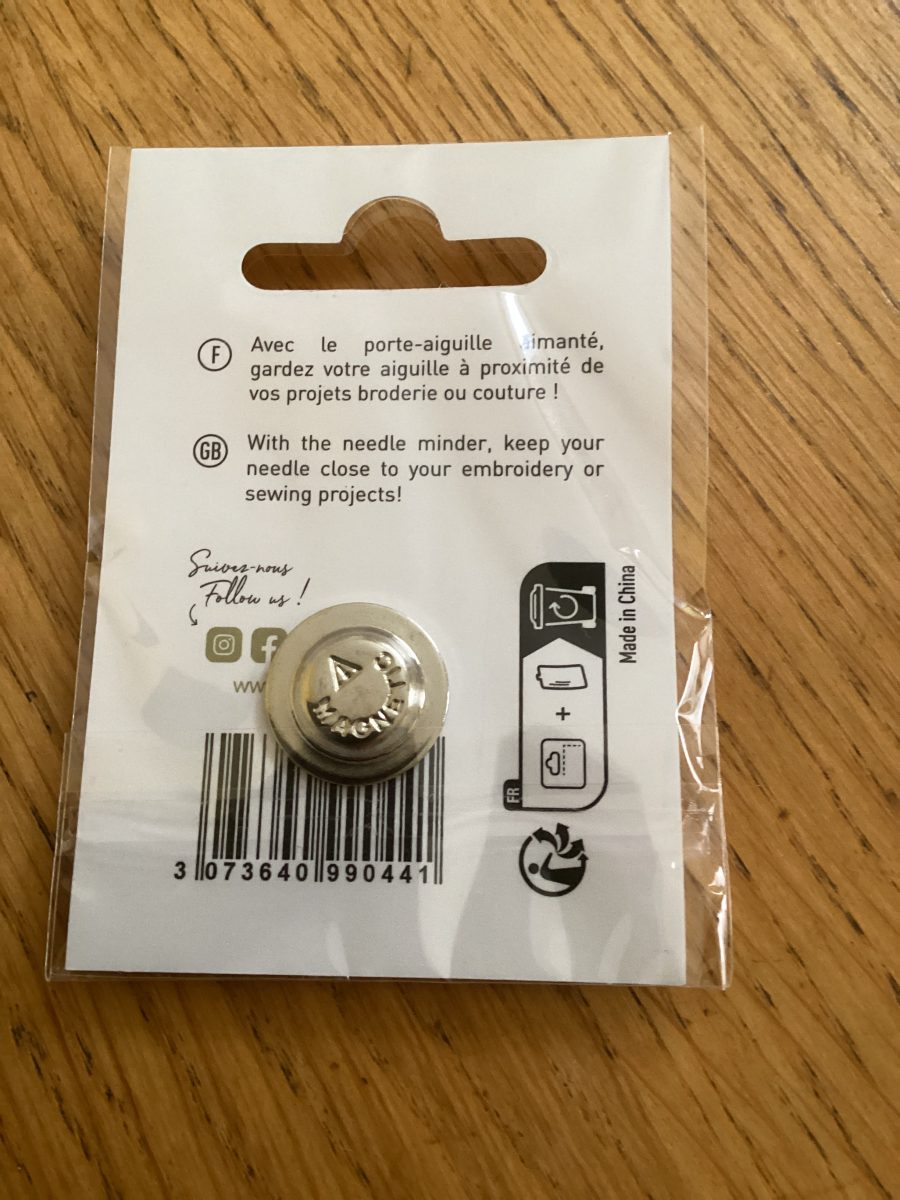 F
Avec le porte-aiguille aimanté,
gardez votre aiguille à proximité de
vos projets broderie ou couture !
GB
With the needle minder, keep your
needle close to your embroidery or
sewing projects!
Suivez-nous
Follow us !
ww
MAGNETIC
Made in China
+
FR
3 073640 990441